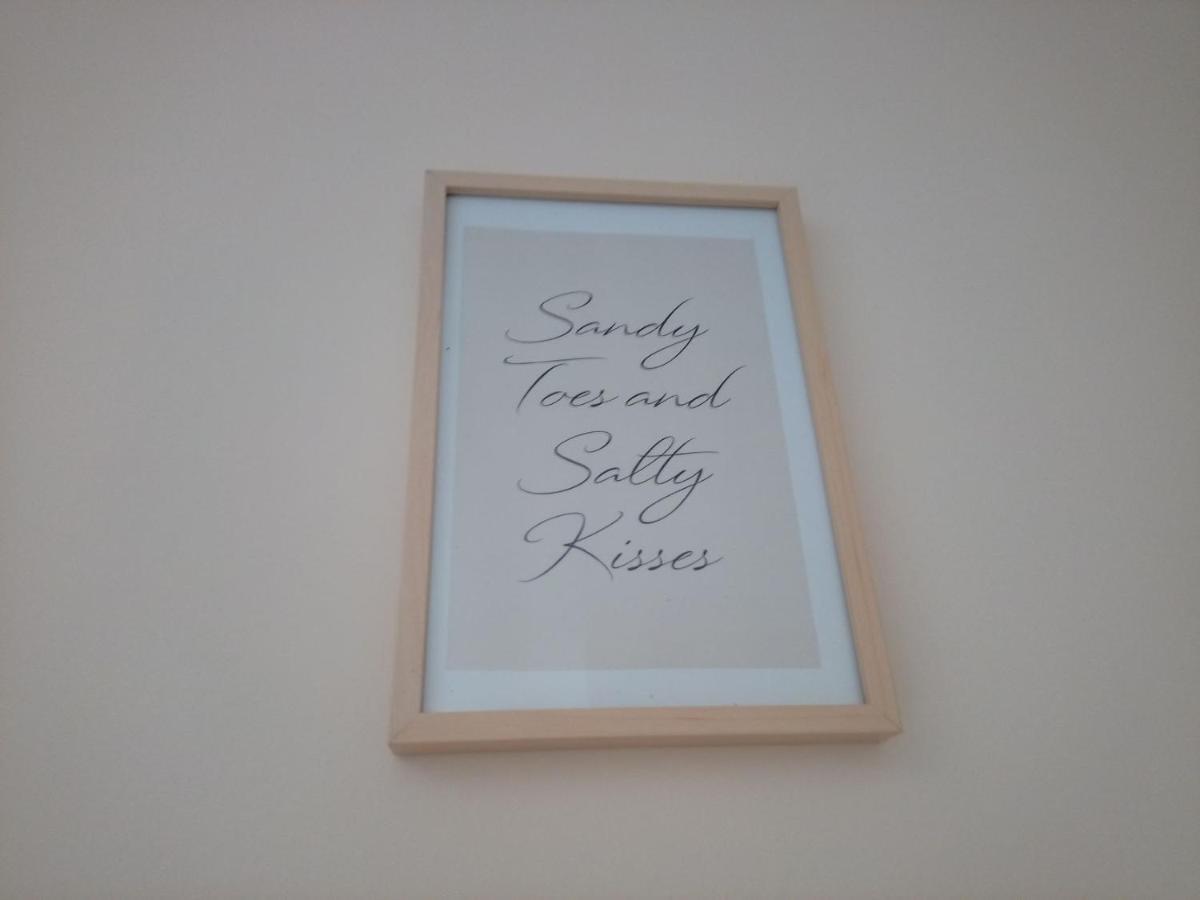 Sandy
Toes and
Salty
Kisses